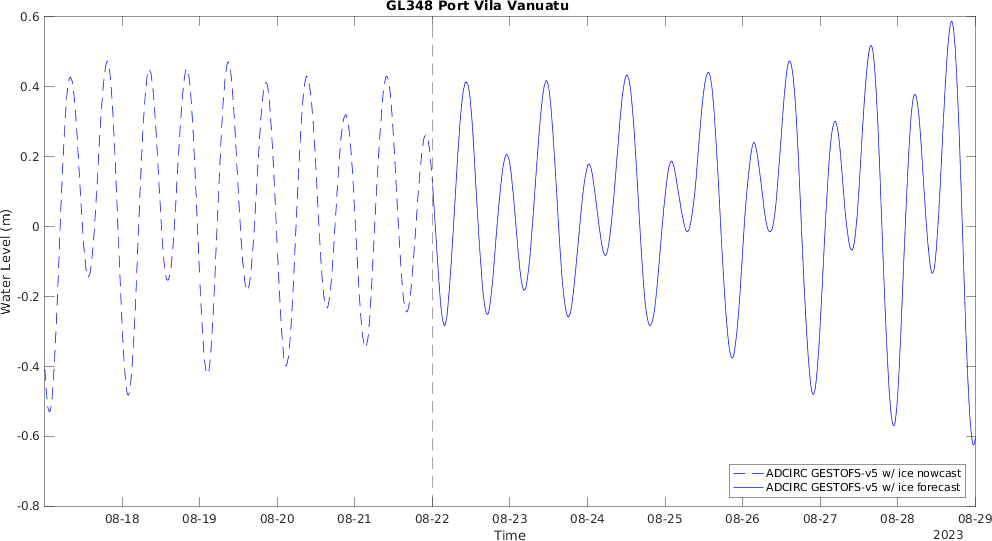 GL348 Port Vila Vanuatu
Water Level (m)
0.6
0.4
0.2
0
-0.2
-0.4
-0.6
-0.8
ADCIRC GESTOFS-v5 w/ ice nowcast
ADCIRC GESTOFS-v5 w/ ice forecast
08-18 08-19 08-20 08-21 08-22 08-23 08-24 08-25 08-26 08-27 08-28 08-29
Time
2023